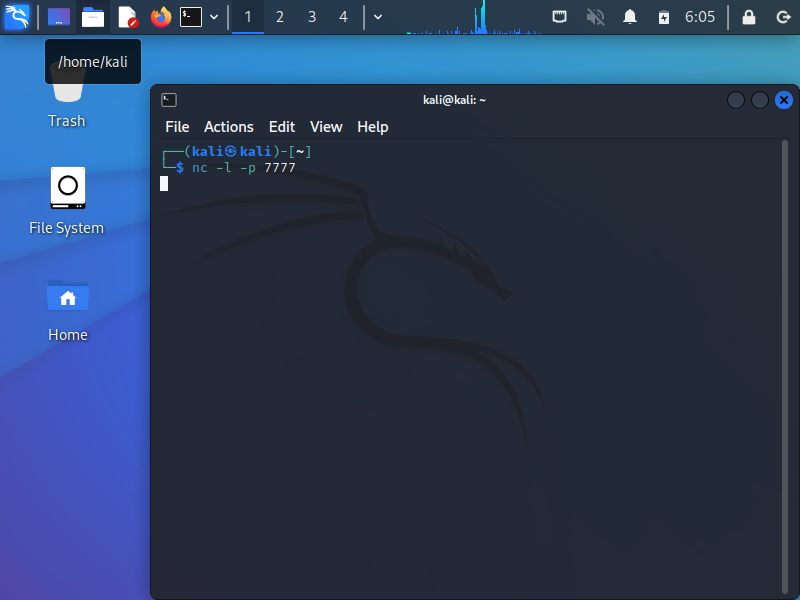 1 2 3 4 6:05
/home/kali
Trash
File System
Home
kali@kali: ~
File Actions Edit View Help
┌──(kali㉿kali)-[~]
└─$ nc -l -p 7777